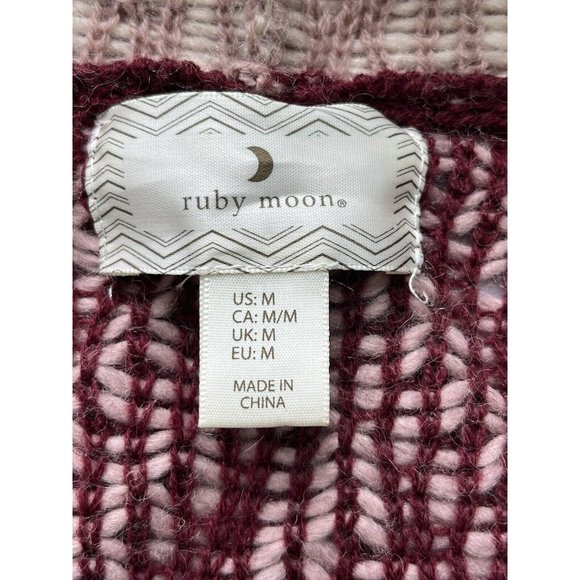 ruby moon®
US: M
CA: M/M
UK: M
EU: M
MADE IN
CHINA